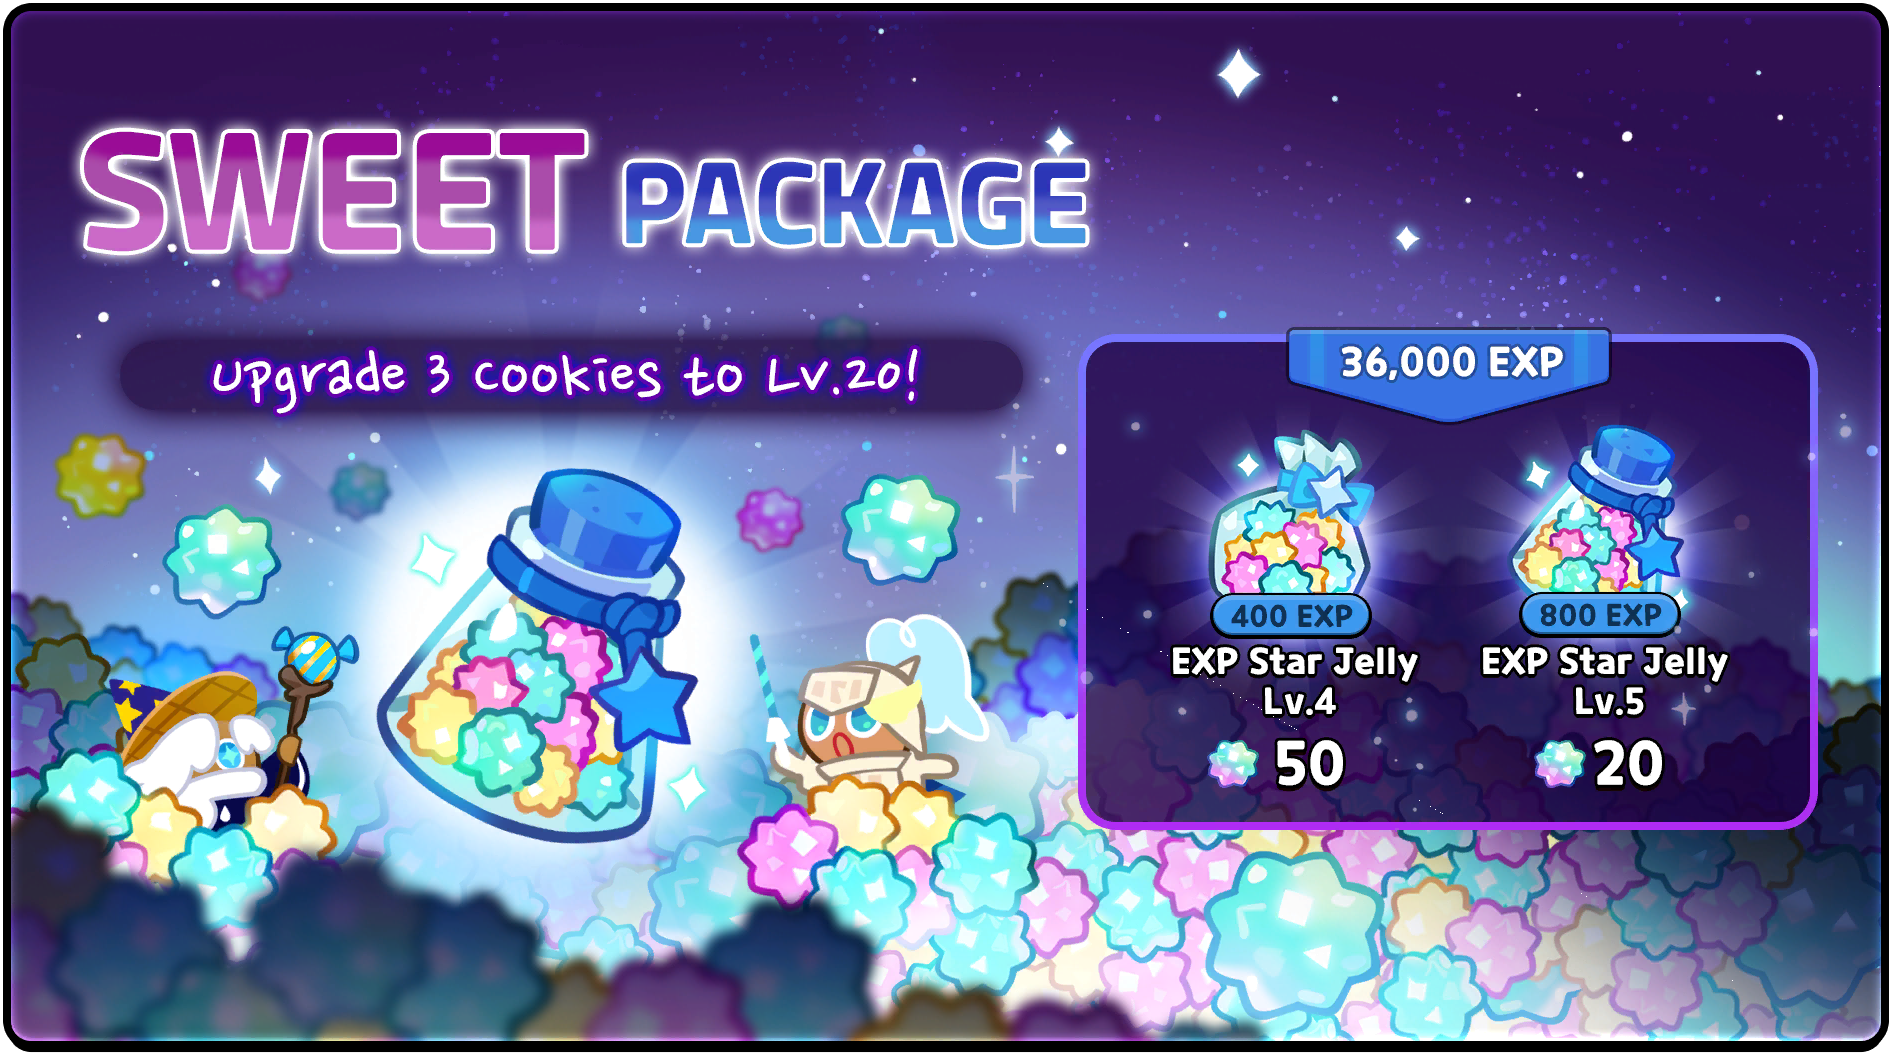 SWEET PACKAGE
upgrade 3 cookies to Lv.20!
36,000 EXP
400 EXP
EXP Star Jelly
Lv.4
50
800 EXP
EXP Star Jelly
Lv.5
20